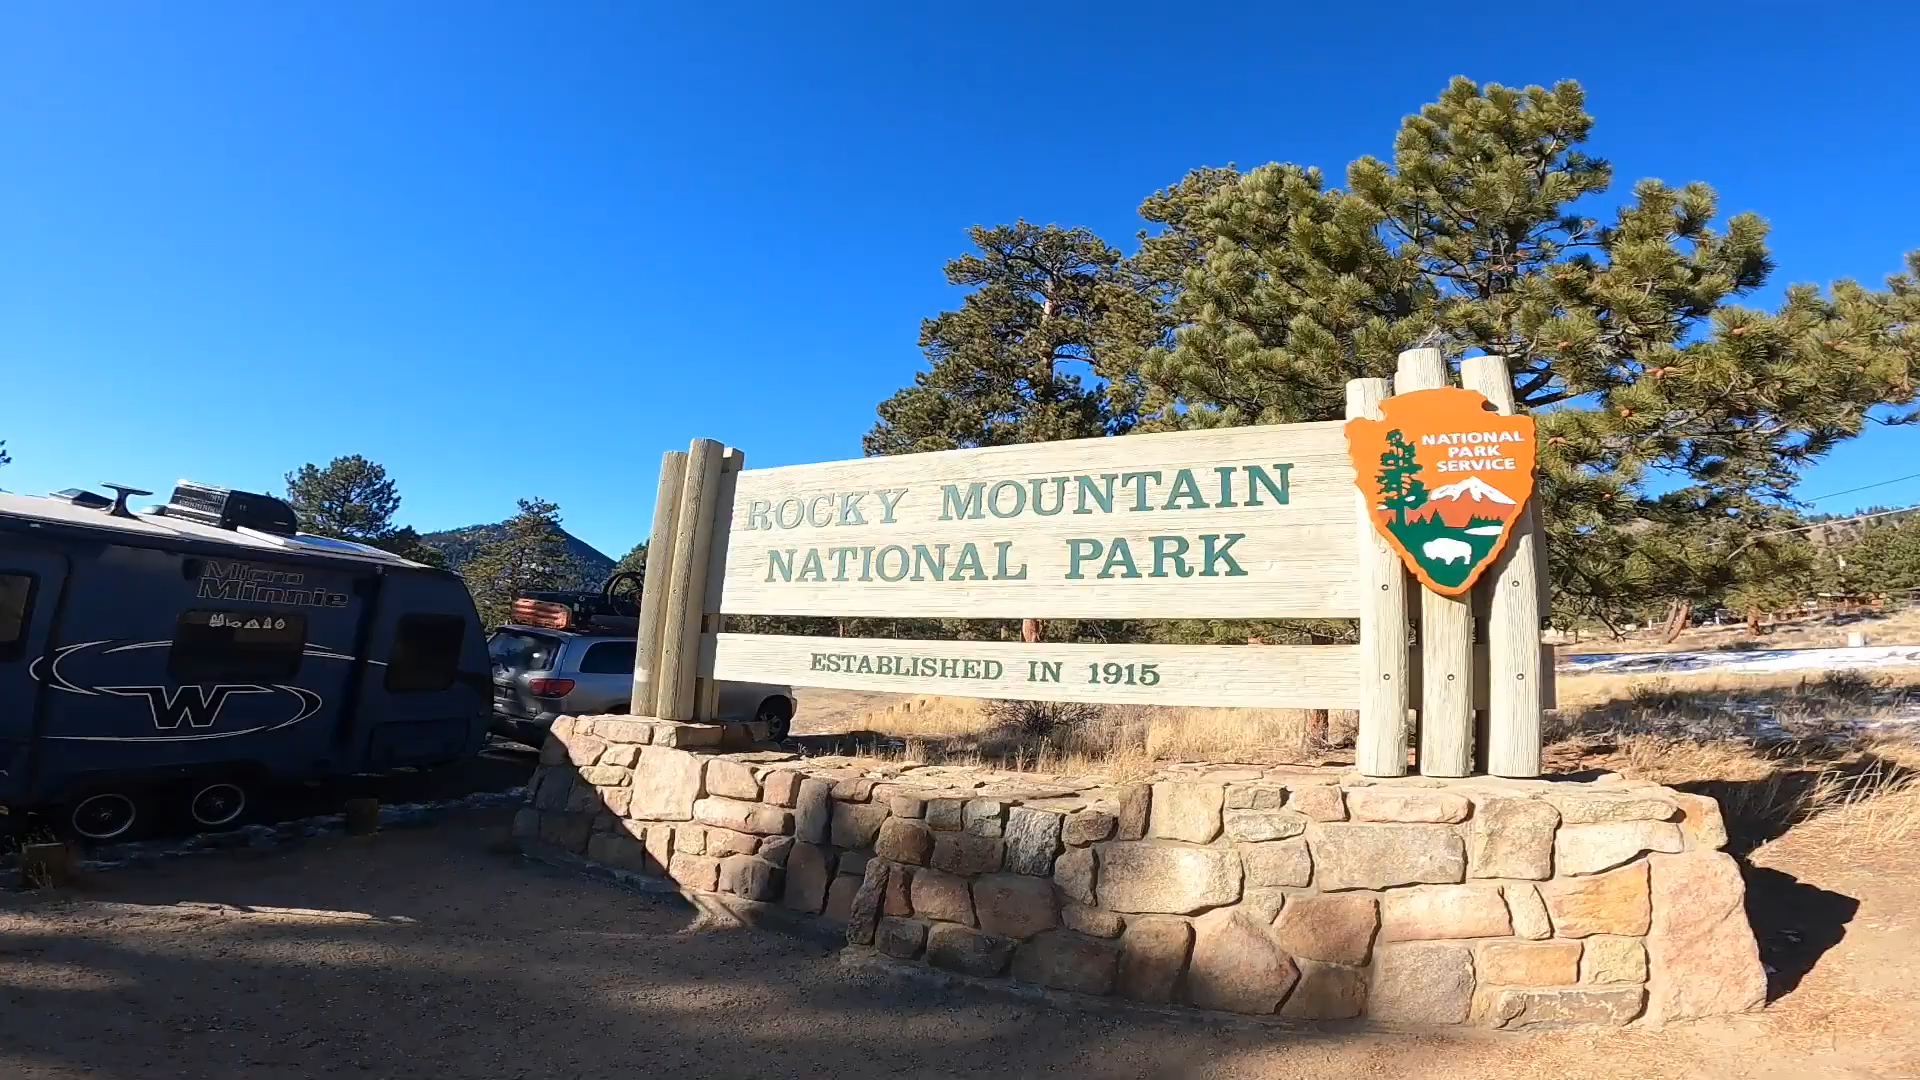 ROCKY MOUNTAIN
NATIONAL PARK
ESTABLISHED IN 1915
NATIONAL
PARK
SERVICE
Micro
Minnie
W